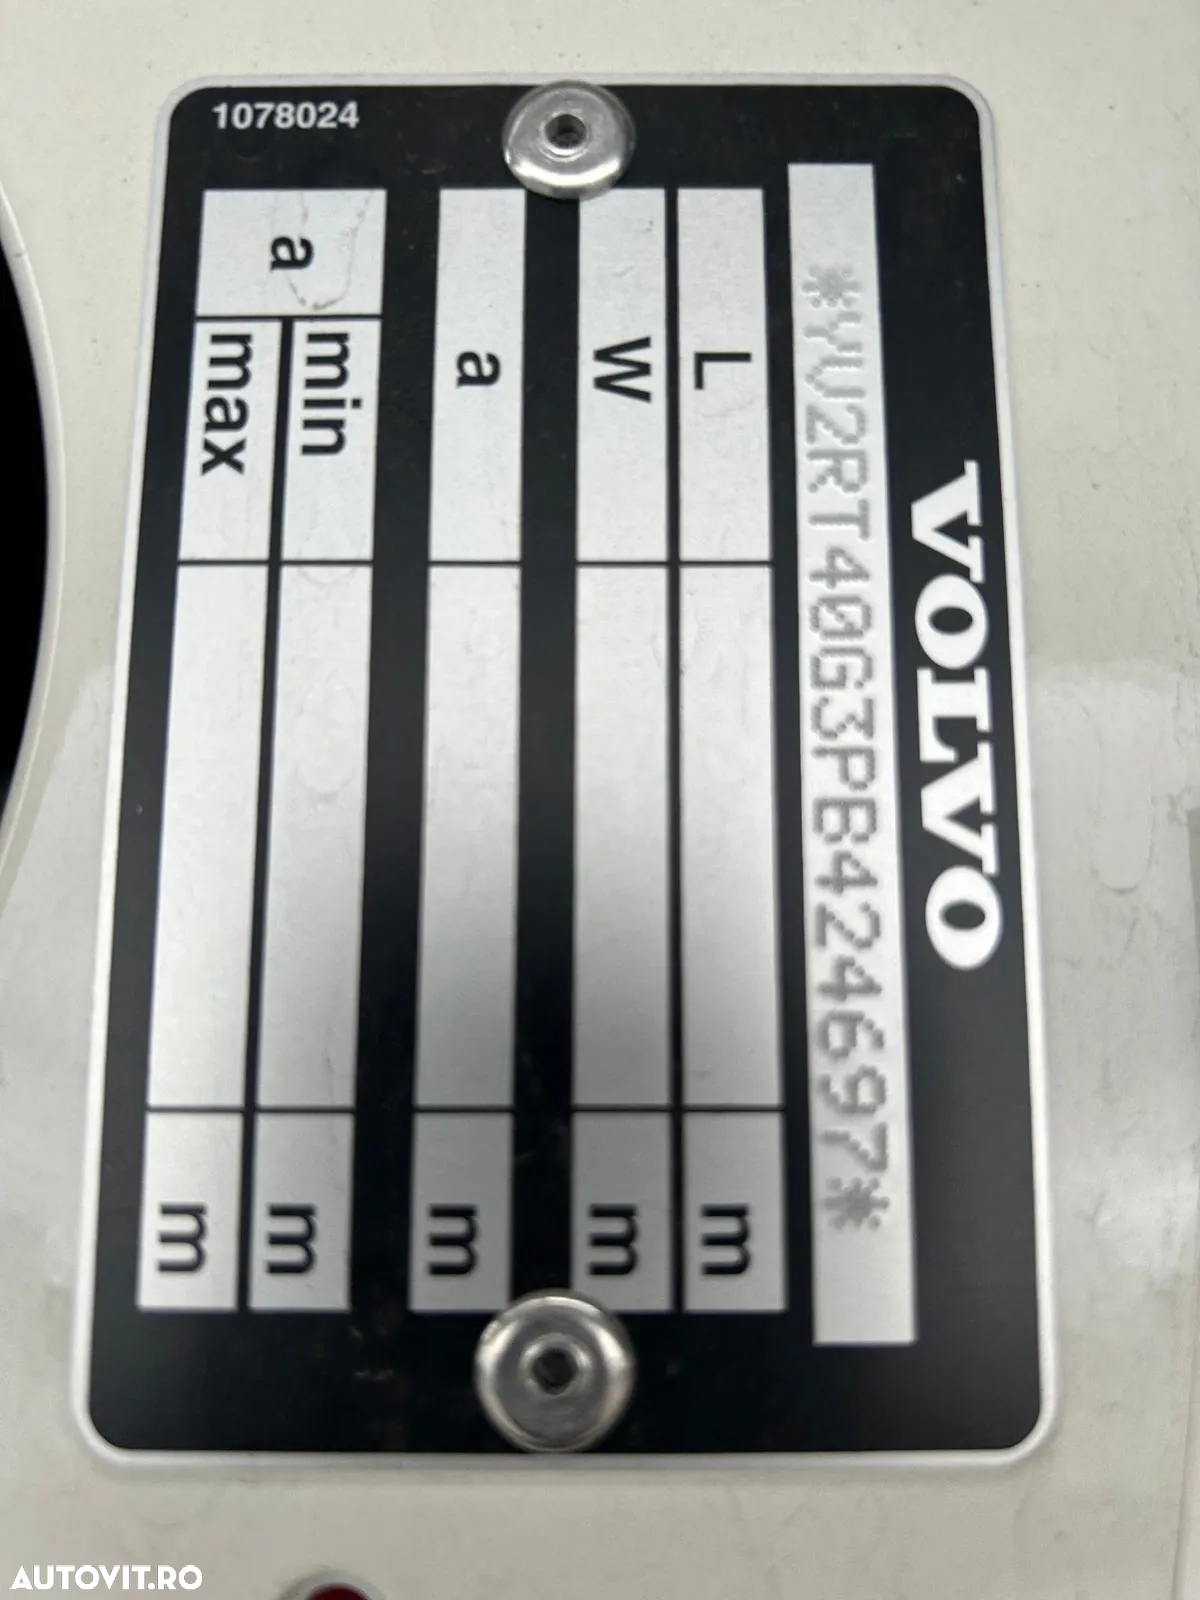 1078024
VOLVO
*YV2RT40G3PB424697*
L m
W m
a m
a min m
max m
AUTOVIT.RO